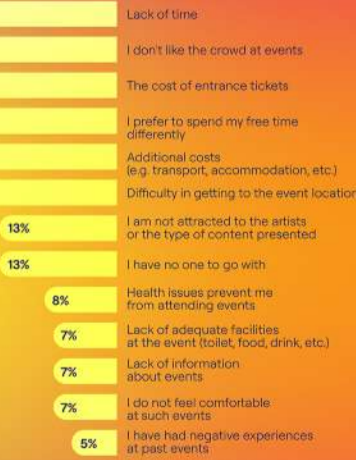 Lack of time
I don't like the crowd at events
The cost of entrance tickets
I prefer to spend my free time
differently
Additional costs
(e.g. transport, accommodation, etc.)
Difficulty in getting to the event location
13%
I am not attracted to the artists
or the type of content presented
13%
I have no one to go with
8%
Health issues prevent me
from attending events
7%
Lack of adequate facilities
at the event (toilet, food, drink, etc.)
7%
Lack of information
about events
7%
I do not feel comfortable
at such events
5%
I have had negative experiences
at past events